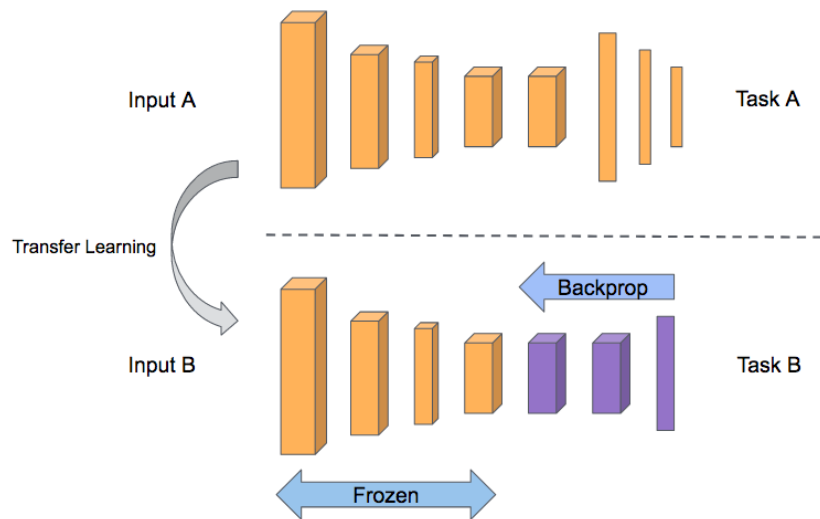 Input A
Task A
Transfer Learning
Backprop
Input B
Task B
Frozen